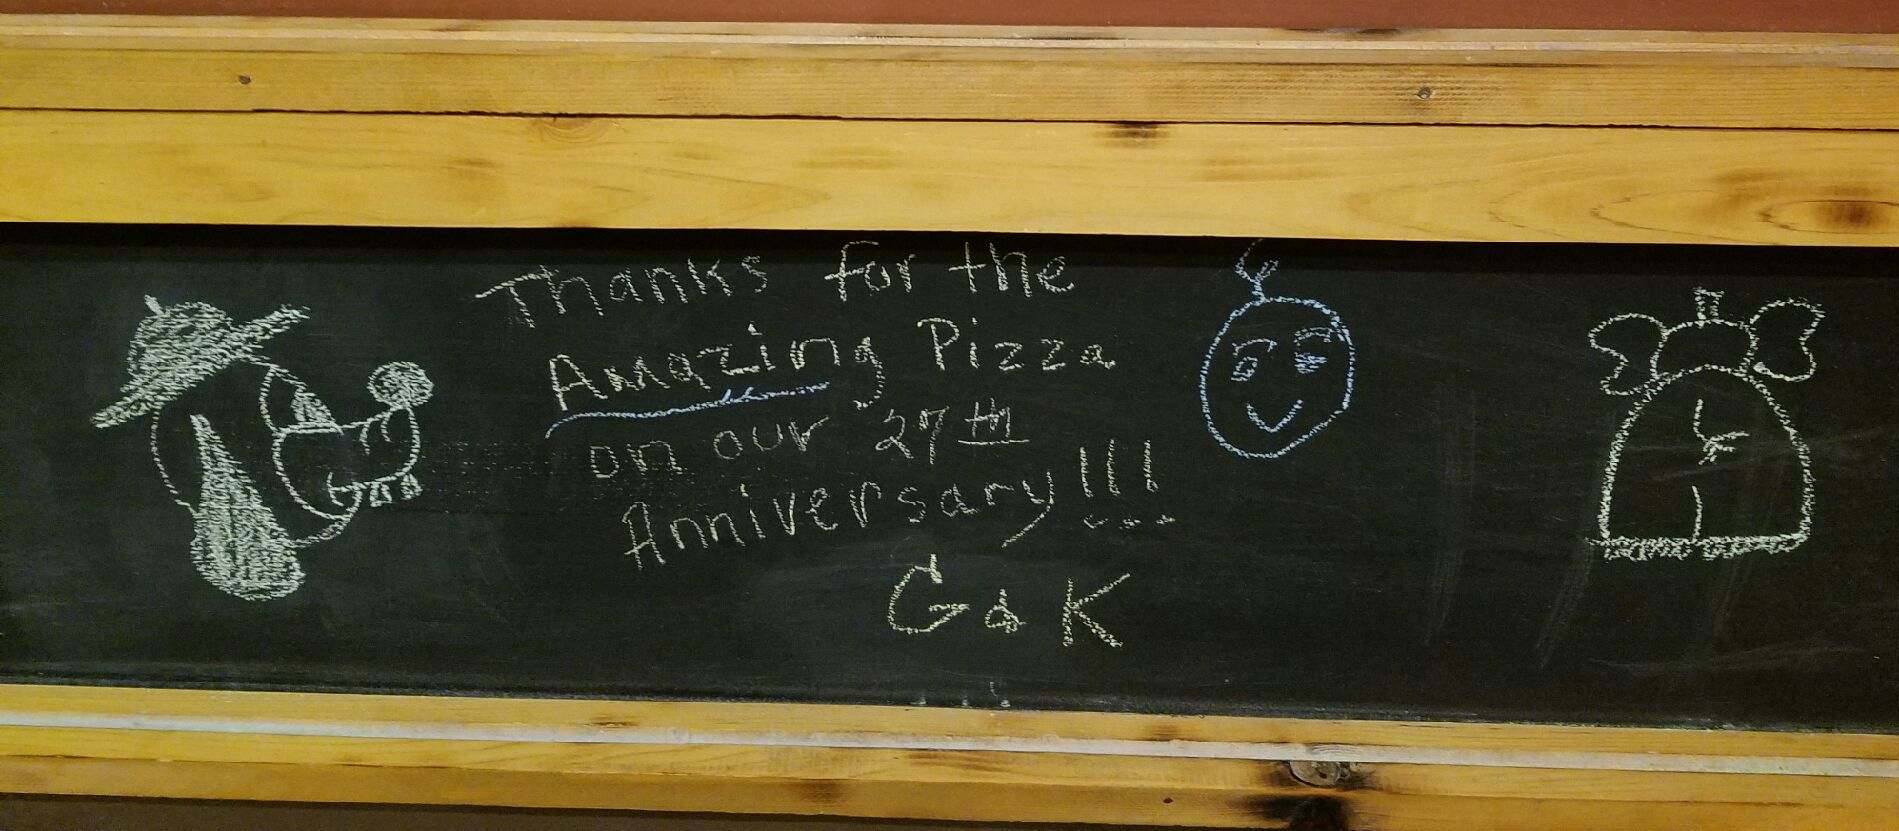 Thanks for the
Amazing Pizza
on our 27th
Anniversary!!!
G & K